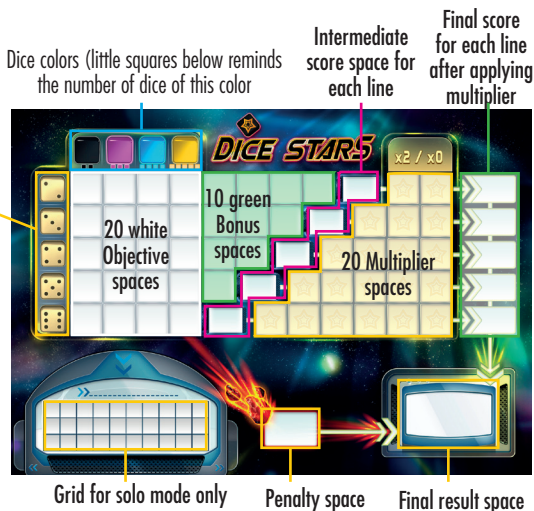 Dice colors (little squares below reminds
the number of dice of this color
Intermediate
score space for
each line
Final score
for each line
after applying
multiplier
DICE STARS
x2 / x0
20 white
Objective
spaces
10 green
Bonus
spaces
20 Multiplier
spaces
Grid for solo mode only
Penalty space
Final result space